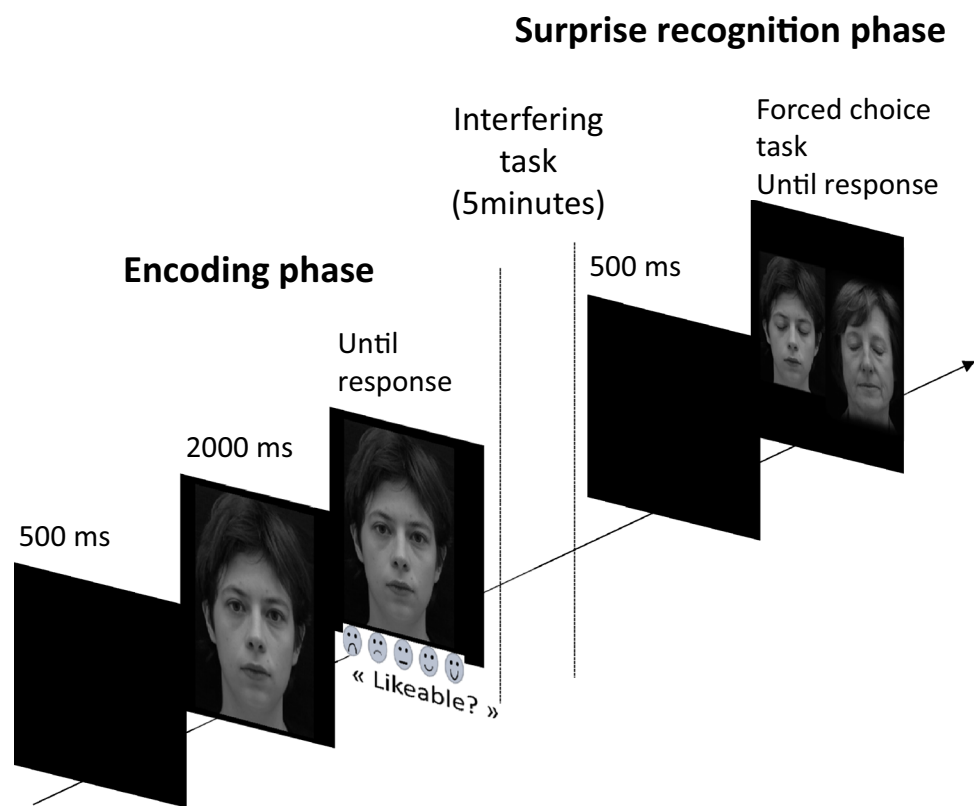 Surprise recognition phase
Interfering
task
(5minutes)
Forced choice
task
Until response
Encoding phase
500 ms
Until
response
2000 ms
500 ms
« Likeable? »